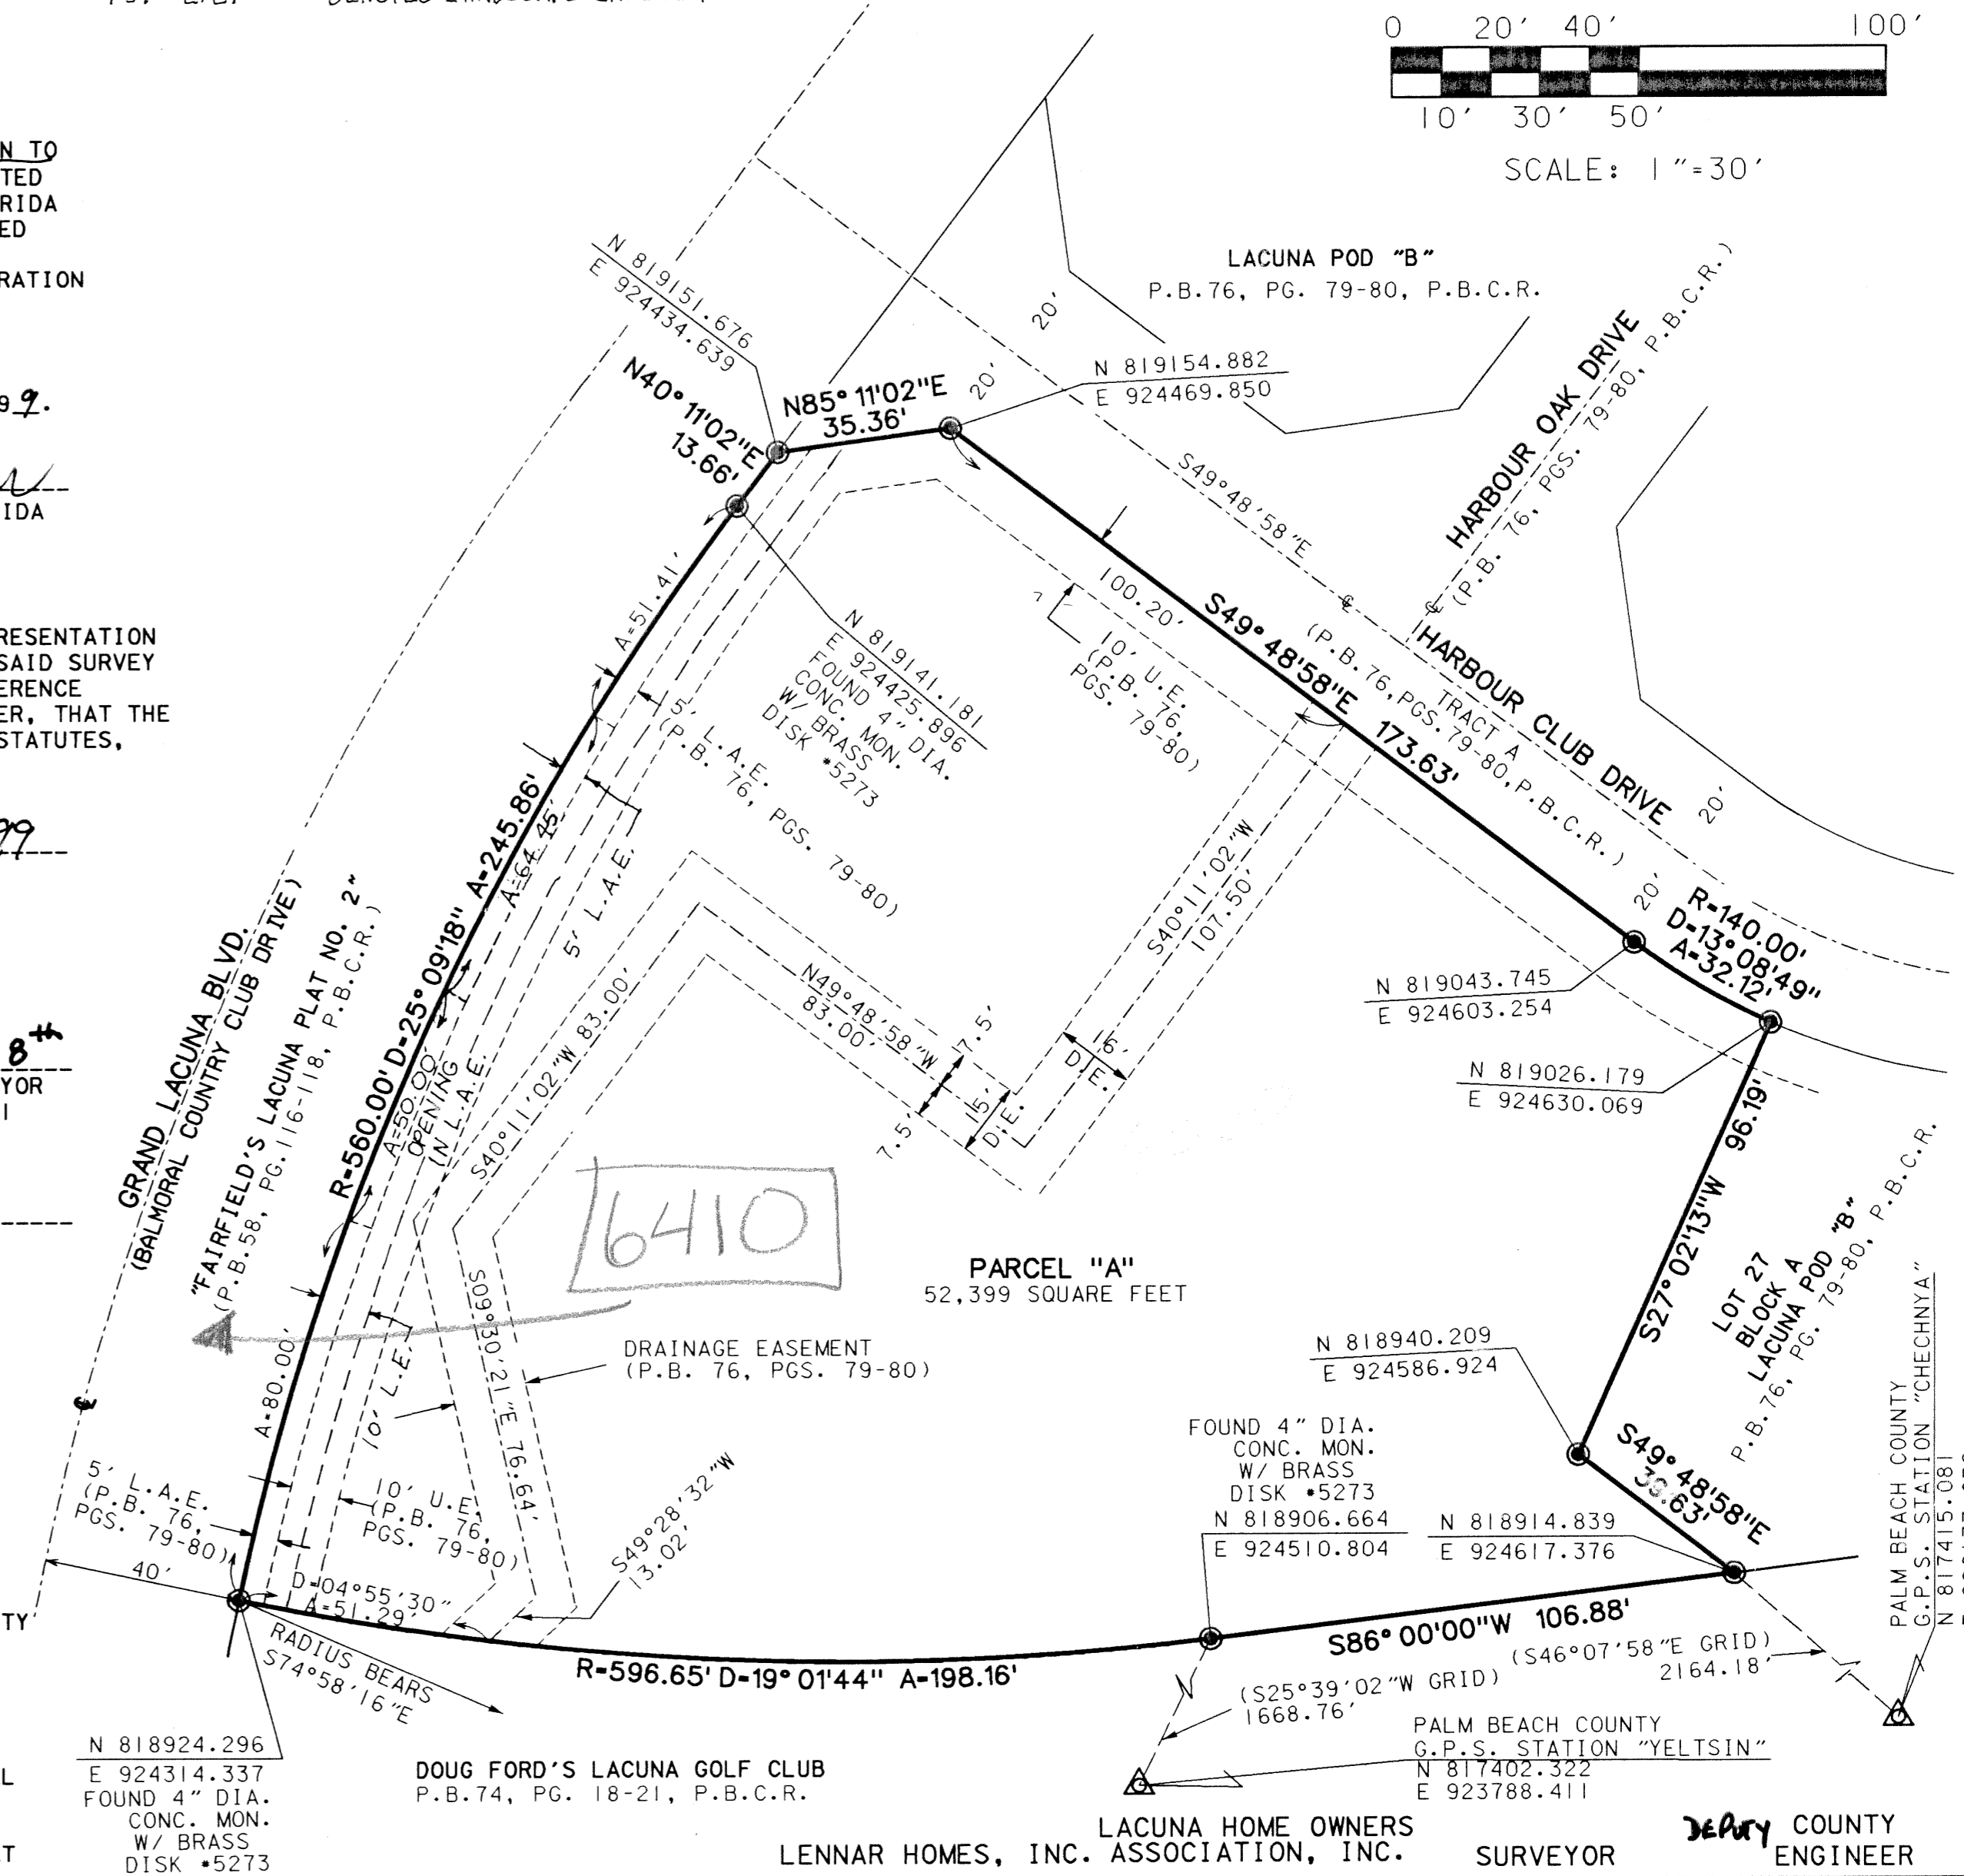 0 20' 40' 100'
10' 30' 50'
SCALE: 1"=30'
N TO
TED
RIDA
ED
RATION
99.
IDA
RESENTATION
SAID SURVEY
ERENCE
ER, THAT THE
STATUTES,
99
8th
YOR
TY
L
T
LACUNA POD "B"
P.B.76, PG. 79-80, P.B.C.R.
N 819151.676
E 924434.639
N 819154.882
E 924469.850
N40°11'02"E
13.66'
N85°11'02"E
35.36'
20'
20'
S49°48'58"E
HARBOUR OAK DRIVE
(P.B. 76, PGS. 79-80, P.B.C.R.)
HARBOUR CLUB DRIVE
TRACT A
(P.B. 76, PGS. 79-80, P.B.C.R.)
20'
20'
100.20'
S49°48'58"E 173.63'
10' U.E.
(P.B. 76,
PGS. 79-80)
A=51.41'
N 819141.181
E 924425.896
FOUND 4" DIA.
CONC. MON.
W/ BRASS
DISK #5273
5' L.A.E.
(P.B. 76, PGS. 79-80)
R=560.00' D=25°09'18" A=245.86'
A=64.45'
5' L.A.E.
A=50.00'
OPENING
(N L.A.E.
GRAND LACUNA BLVD.
(BALMORAL COUNTRY CLUB DRIVE)
"FAIRFIELD'S LACUNA PLAT NO. 2"
(P.B.58, PG.116-118, P.B.C.R.)
S40°11'02"W 83.00'
N49°48'58"W
83.00'
7.5'
7.5'
15'
D.E.
16'
D.E.
S40°11'02"W
107.50'
R=140.00'
D=13°08'49"
A=32.12'
N 819043.745
E 924603.254
N 819026.179
E 924630.069
S27°02'13"W 96.19'
LOT 27
BLOCK A
LACUNA POD "B"
P.B.76, PG. 79-80, P.B.C.R.
6410
PARCEL "A"
52,399 SQUARE FEET
DRAINAGE EASEMENT
(P.B. 76, PGS. 79-80)
S09°30'21"E 76.64'
A=80.00'
10' L.E.
5' L.A.E.
(P.B. 76,
PGS. 79-80)
10' U.E.
(P.B. 76,
PGS. 79-80)
S49°28'32"W
13.02'
40'
D=04°55'30"
A=51.29'
RADIUS BEARS
S74°58'16"E
R=596.65' D=19°01'44" A=198.16'
N 818924.296
E 924314.337
FOUND 4" DIA.
CONC. MON.
W/ BRASS
DISK #5273
N 818940.209
E 924586.924
FOUND 4" DIA.
CONC. MON.
W/ BRASS
DISK #5273
N 818906.664
E 924510.804
N 818914.839
E 924617.376
S49°48'58"E
39.63'
S86°00'00"W 106.88'
(S46°07'58"E GRID)
2164.18'
(S25°39'02"W GRID)
1668.76'
PALM BEACH COUNTY
G.P.S. STATION "YELTSIN"
N 817402.322
E 923788.411
PALM BEACH COUNTY
G.P.S. STATION "CHECHNYA"
N 817415.081
DOUG FORD'S LACUNA GOLF CLUB
P.B.74, PG. 18-21, P.B.C.R.
LENNAR HOMES, INC.
LACUNA HOME OWNERS
ASSOCIATION, INC.
SURVEYOR
DEPUTY COUNTY
ENGINEER